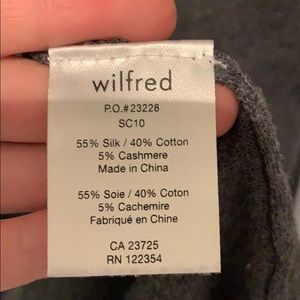 wilfred
P.O.#23228
SC10
55% Silk / 40% Cotton
5% Cashmere
Made in China
55% Soie / 40% Coton
5% Cachemire
Fabriqué en Chine
CA 23725
RN 122354